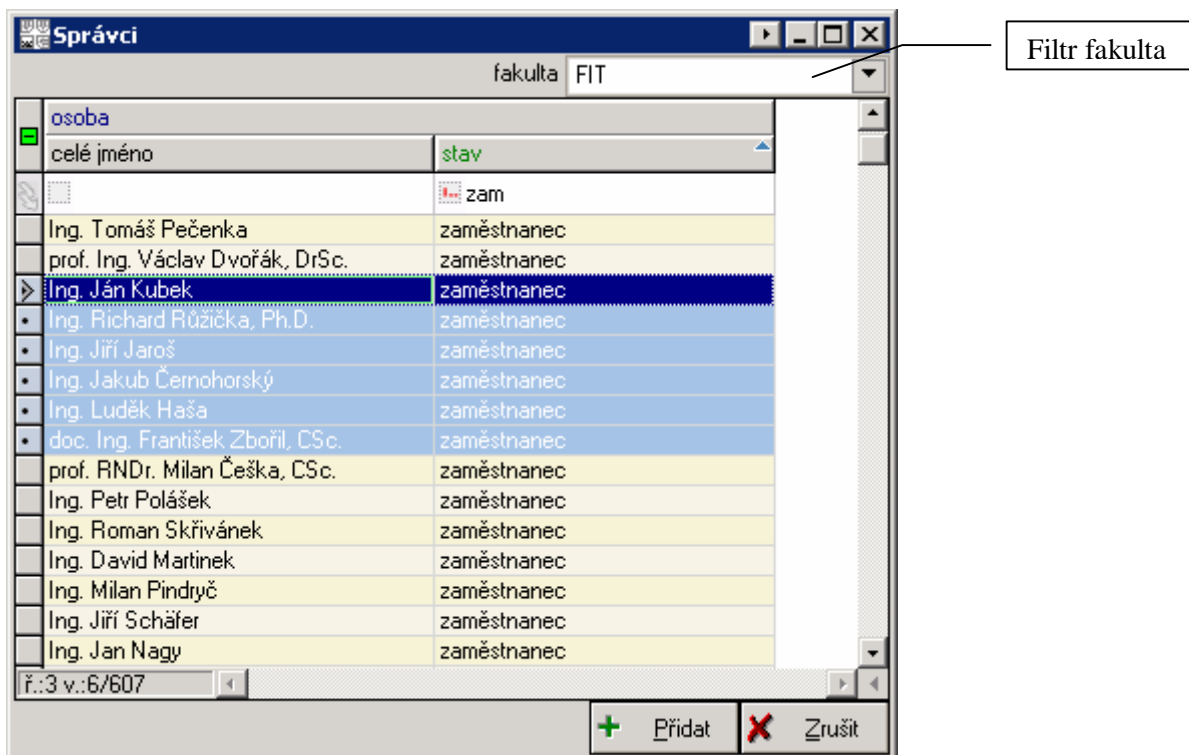 Správci
Filtr fakulta
fakulta FIT
osoba
celé jméno stav
zam
Ing. Tomáš Pečenka zaměstnanec
prof. Ing. Václav Dvořák, DrSc. zaměstnanec
Ing. Ján Kubek zaměstnanec
Ing. Richard Růžička, Ph.D. zaměstnanec
Ing. Jiří Jaroš zaměstnanec
Ing. Jakub Černohorský zaměstnanec
Ing. Luděk Haša zaměstnanec
doc. Ing. František Zbořil, CSc. zaměstnanec
prof. RNDr. Milan Češka, CSc. zaměstnanec
Ing. Petr Polášek zaměstnanec
Ing. Roman Skřivánek zaměstnanec
Ing. David Martinek zaměstnanec
Ing. Milan Pindryč zaměstnanec
Ing. Jiří Schäfer zaměstnanec
Ing. Jan Nagy zaměstnanec
ř.:3 v.:6/607
Přidat Zrušit